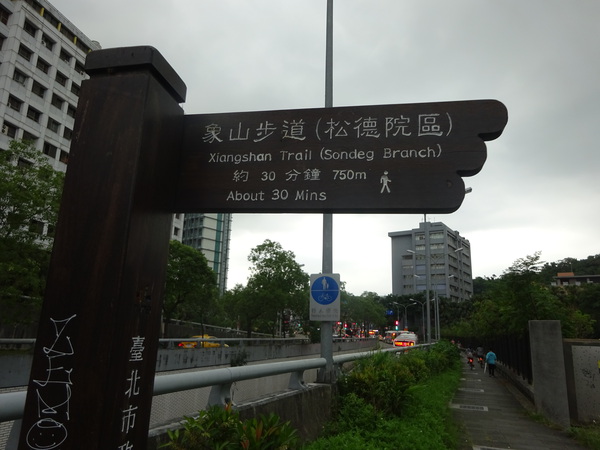 象山步道(松德院區)
Xiangshan Trail (Sondeg Branch)
約 30 分鐘 750m
About 30 Mins
臺北市政